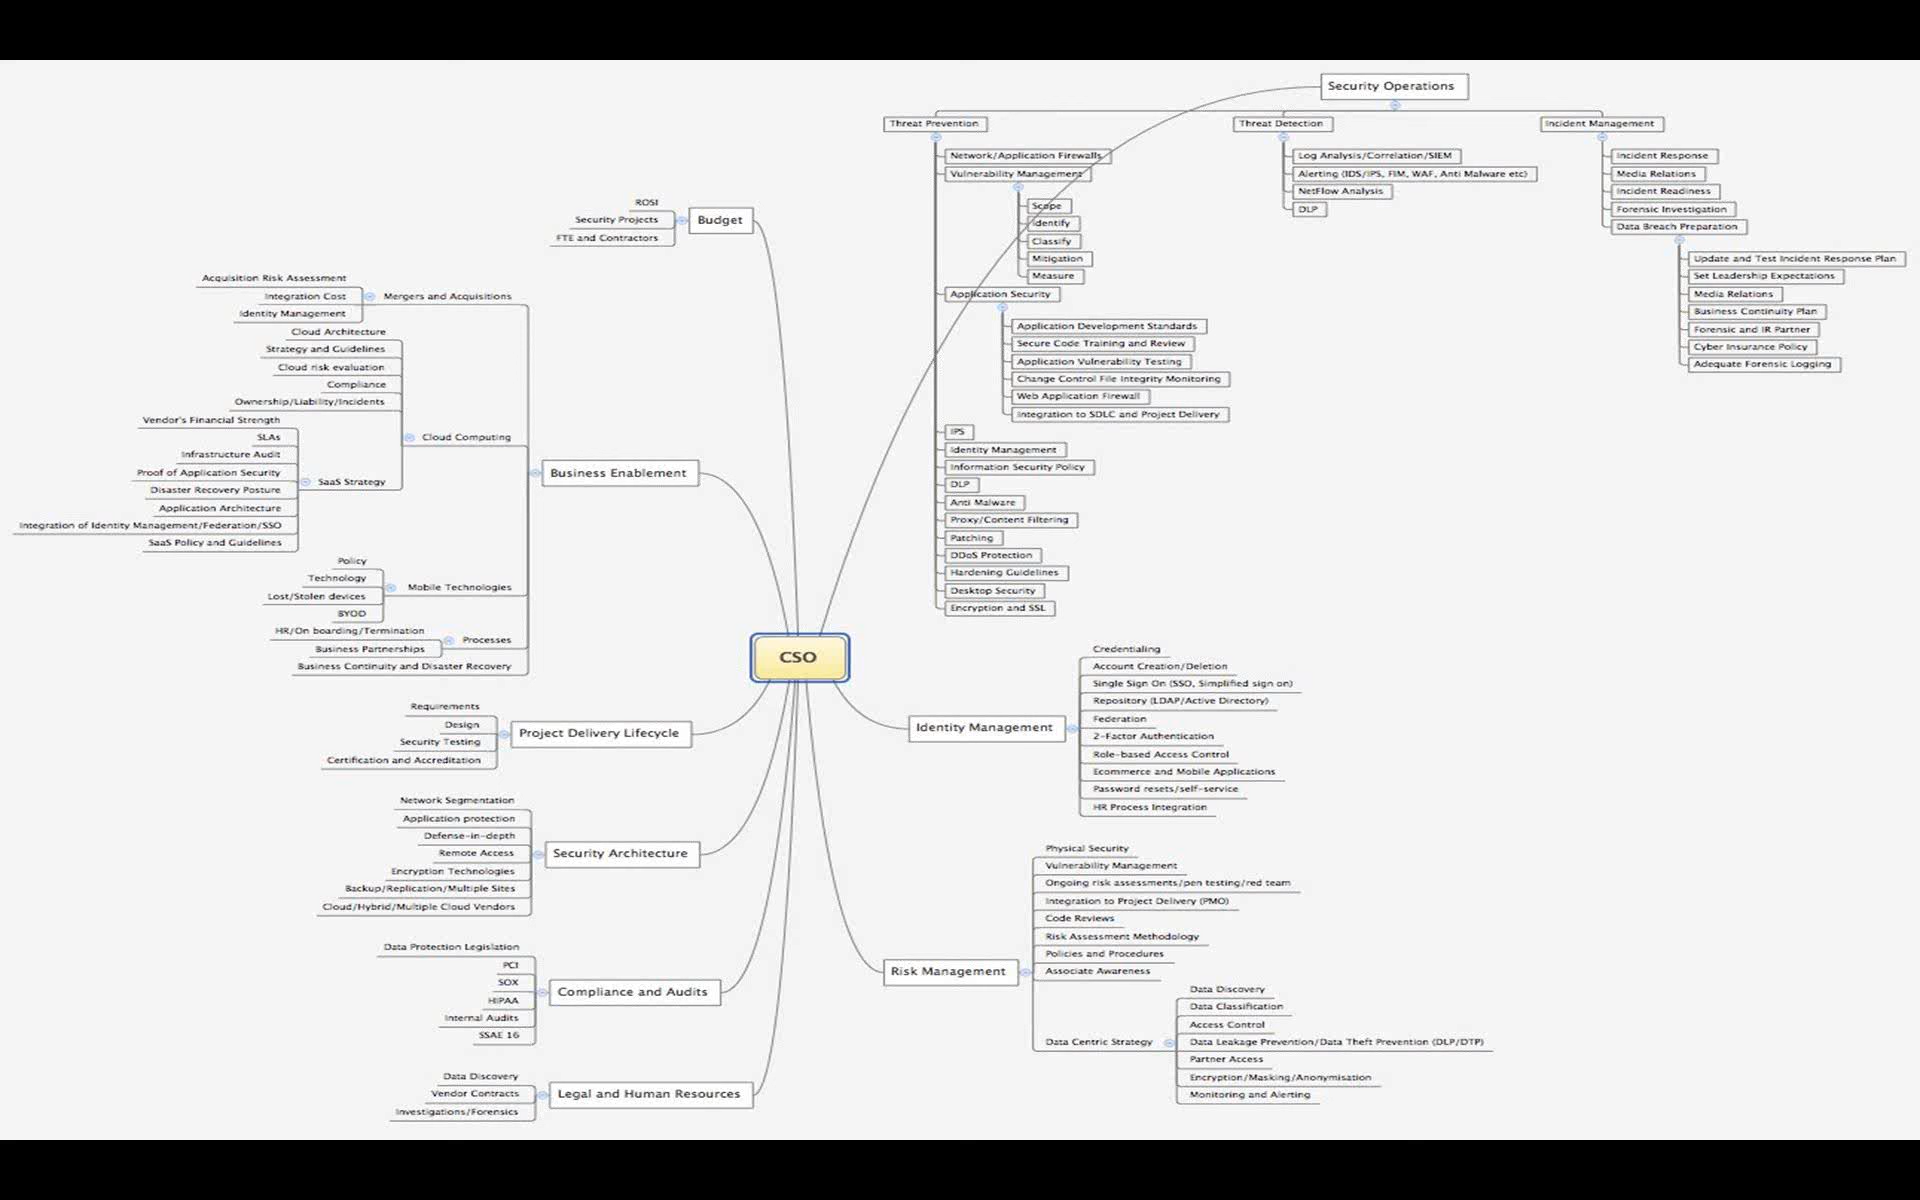 Security Operations
Threat Prevention
Network/Application Firewalls
Vulnerability Management
Scope
Identify
Classify
Mitigation
Measure
Application Security
Application Development Standards
Secure Code Training and Review
Application Vulnerability Testing
Change Control File Integrity Monitoring
Web Application Firewall
Integration to SDLC and Project Delivery
IPS
Identity Management
Information Security Policy
DLP
Anti Malware
Proxy/Content Filtering
Patching
DDoS Protection
Hardening Guidelines
Desktop Security
Encryption and SSL
Threat Detection
Log Analysis/Correlation/SIEM
Alerting (IDS/IPS, FIM, WAF, Anti Malware etc)
NetFlow Analysis
DLP
Incident Management
Incident Response
Media Relations
Incident Readiness
Forensic Investigation
Data Breach Preparation
Update and Test Incident Response Plan
Set Leadership Expectations
Media Relations
Business Continuity Plan
Forensic and IR Partner
Cyber Insurance Policy
Adequate Forensic Logging
Budget
ROSI
Security Projects
FTE and Contractors
Business Enablement
Mergers and Acquisitions
Acquisition Risk Assessment
Integration Cost
Identity Management
Cloud Computing
Cloud Architecture
Strategy and Guidelines
Cloud risk evaluation
Compliance
Ownership/Liability/Incidents
SaaS Strategy
Vendor's Financial Strength
SLAs
Infrastructure Audit
Proof of Application Security
Disaster Recovery Posture
Application Architecture
Integration of Identity Management/Federation/SSO
SaaS Policy and Guidelines
Mobile Technologies
Policy
Technology
Lost/Stolen devices
BYOD
Processes
HR/On boarding/Termination
Business Partnerships
Business Continuity and Disaster Recovery
CSO
Project Delivery Lifecycle
Requirements
Design
Security Testing
Certification and Accreditation
Security Architecture
Network Segmentation
Application protection
Defense-in-depth
Remote Access
Encryption Technologies
Backup/Replication/Multiple Sites
Cloud/Hybrid/Multiple Cloud Vendors
Compliance and Audits
Data Protection Legislation
PCI
SOX
HIPAA
Internal Audits
SSAE 16
Legal and Human Resources
Data Discovery
Vendor Contracts
Investigations/Forensics
Identity Management
Credentialing
Account Creation/Deletion
Single Sign On (SSO, Simplified sign on)
Repository (LDAP/Active Directory)
Federation
2-Factor Authentication
Role-based Access Control
Ecommerce and Mobile Applications
Password resets/self-service
HR Process Integration
Risk Management
Physical Security
Vulnerability Management
Ongoing risk assessments/pen testing/red team
Integration to Project Delivery (PMO)
Code Reviews
Risk Assessment Methodology
Policies and Procedures
Associate Awareness
Data Centric Strategy
Data Discovery
Data Classification
Access Control
Data Leakage Prevention/Data Theft Prevention (DLP/DTP)
Partner Access
Encryption/Masking/Anonymisation
Monitoring and Alerting